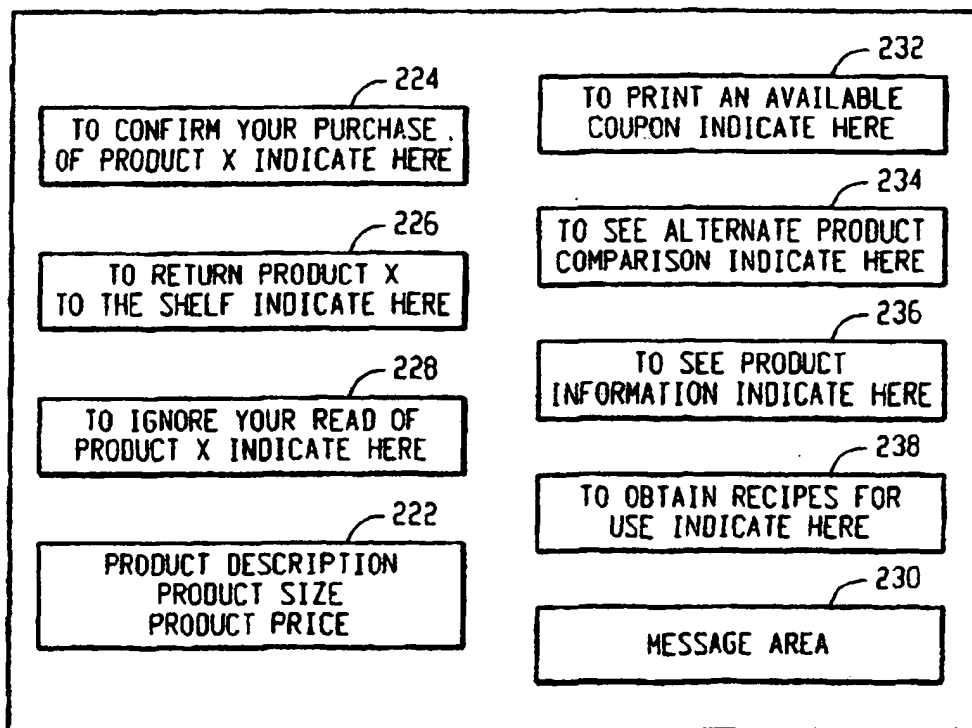 224
TO CONFIRM YOUR PURCHASE
OF PRODUCT X INDICATE HERE
226
TO RETURN PRODUCT X
TO THE SHELF INDICATE HERE
228
TO IGNORE YOUR READ OF
PRODUCT X INDICATE HERE
222
PRODUCT DESCRIPTION
PRODUCT SIZE
PRODUCT PRICE
232
TO PRINT AN AVAILABLE
COUPON INDICATE HERE
234
TO SEE ALTERNATE PRODUCT
COMPARISON INDICATE HERE
236
TO SEE PRODUCT
INFORMATION INDICATE HERE
238
TO OBTAIN RECIPES FOR
USE INDICATE HERE
230
MESSAGE AREA